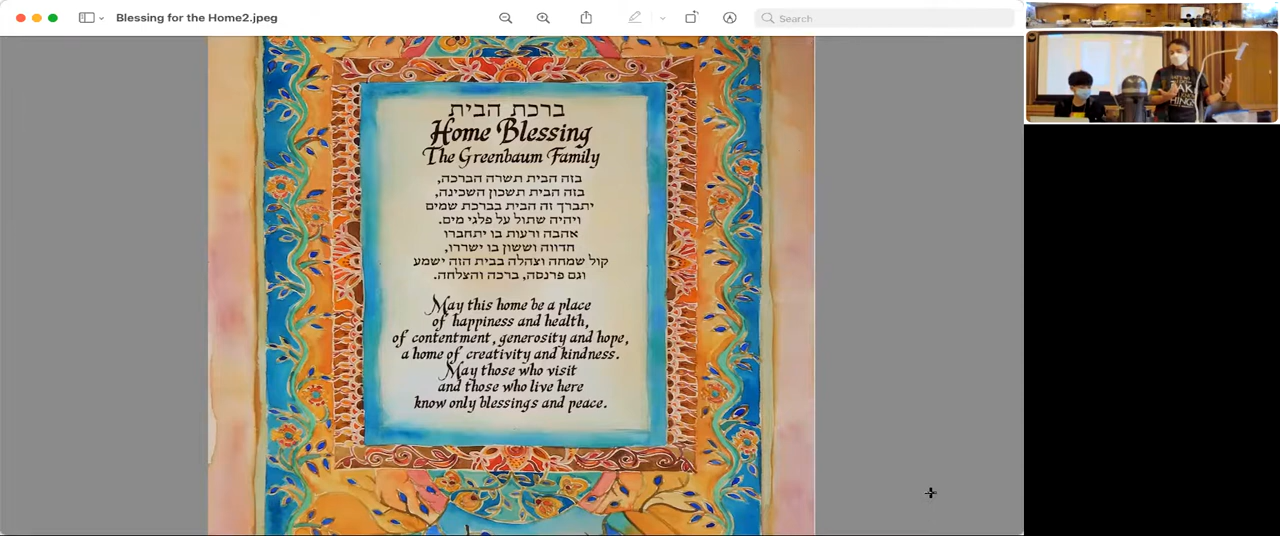 Blessing for the Home2.jpeg
Search
ברכת הבית
Home Blessing
The Greenbaum Family
בזה הבית תשרה הברכה,
בזה הבית תשכון השכינה,
יתברך זה הבית בברכת שמים
ויהיה שתול על פלגי מים.
אהבה ורעות בו יתחברו
חדווה וששון בו ישררו,
קול שמחה וצהלה בבית הזה ישמע
וגם פרנסה, ברכה והצלחה.
May this home be a place
of happiness and health,
of contentment, generosity and hope,
a home of creativity and kindness.
May those who visit
and those who live here
know only blessings and peace.